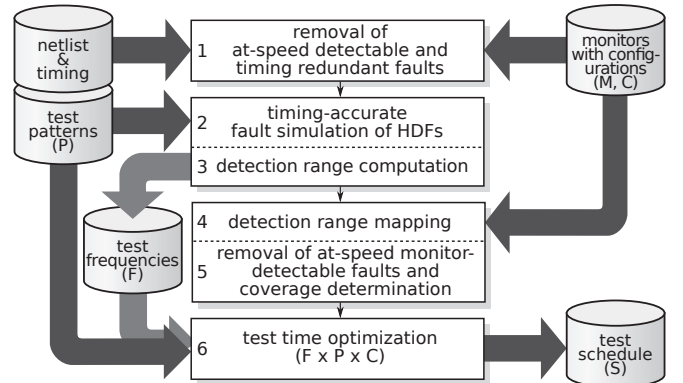 netlist
&
timing
test
patterns
(P)
1
removal of
at-speed detectable and
timing redundant faults
monitors
with config-
urations
(M, C)
2
timing-accurate
fault simulation of HDFs
3 detection range computation
4 detection range mapping
5
removal of at-speed monitor-
detectable faults and
coverage determination
test
frequencies
(F)
6
test time optimization
(F x P x C)
test
schedule
(S)